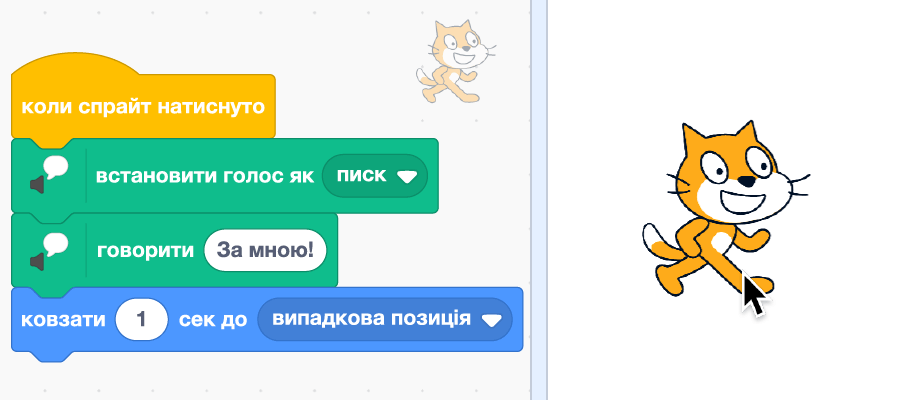 коли спрайт натиснуто
встановити голос як писк
говорити За мною!
ковзати 1 сек до випадкова позиція